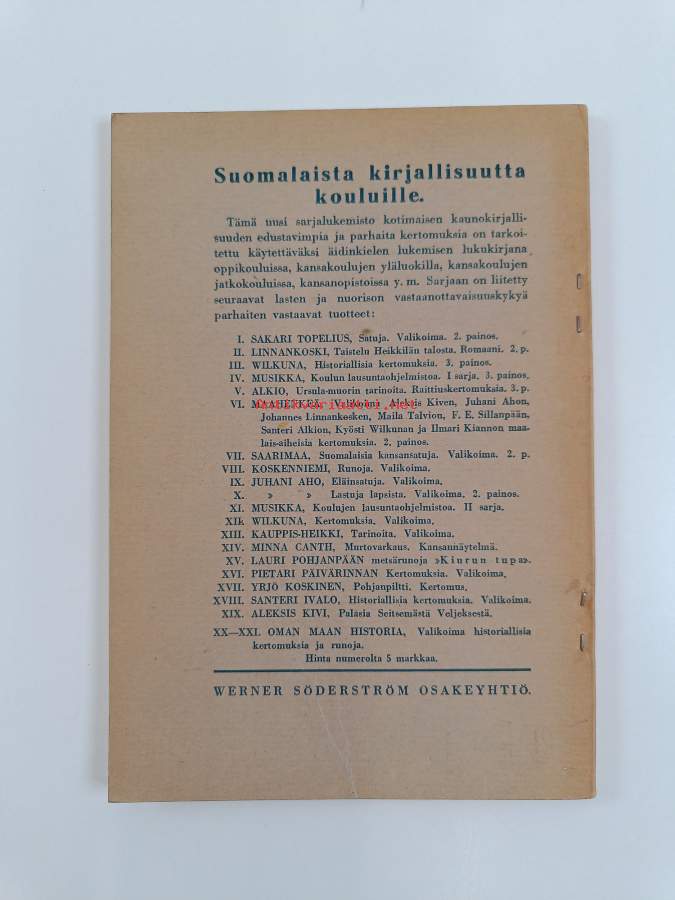 Suomalaista kirjallisuutta
kouluille.
Tämä uusi sarjalukemisto kotimaisen kaunokirjalli-
suuden edustavimpia ja parhaita kertomuksia on tarkoi-
tettu käytettäväksi äidinkielen lukemisen lukukirjana
oppikouluissa, kansakoulujen yläluokilla, kansakoulujen
jatkokouluissa, kansanopistoissa y. m. Sarjaan on liitetty
seuraavat lasten ja nuorison vastaanottavaisuuskykyä
parhaiten vastaavat tuotteet:
I. SAKARI TOPELIUS, Satuja. Valikoima. 2. painos.
II. LINNANKOSKI, Taistelu Heikkilän talosta. Romaani. 2. p.
III. WILKUNA, Historiallisia kertomuksia. 3. painos.
IV. MUSIKKA, Koulun lausuntaohjelmistoa. I sarja. 3. painos.
V. ALKIO, Ursula-muorin tarinoita. Raittiuskertomuksia. 3. p.
VI. MAAHENKEÄ. Valikoima Aleksis Kiven, Juhani Ahon,
antikvariaatti.net
Johannes Linnankosken, Maila Talvion, F. E. Sillanpään,
Santeri Alkion, Kyösti Wilkunan ja Ilmari Kiannon maa-
lais-aiheisia kertomuksia. 2. painos.
VII. SAARIMAA, Suomalaisia kansansatuja. Valikoima. 2. p.
VIII. KOSKENNIEMI, Runoja. Valikoima.
IX. JUHANI AHO, Eläinsatuja. Valikoima.
X. » » Lastuja lapsista. Valikoima. 2. painos.
XI. MUSIKKA, Koulujen lausuntaohjelmistoa. II sarja.
XII. WILKUNA, Kertomuksia. Valikoima.
XIII. KAUPPIS-HEIKKI, Tarinoita. Valikoima.
XIV. MINNA CANTH, Murtovarkaus. Kansannäytelmä.
XV. LAURI POHJANPÄÄN metsärunoja »Kiurun tupa».
XVI. PIETARI PÄIVÄRINNAN Kertomuksia. Valikoima.
XVII. YRJÖ KOSKINEN, Pohjanpiltti. Kertomus.
XVIII. SANTERI IVALO, Historiallisia kertomuksia. Valikoima.
XIX. ALEKSIS KIVI, Palasia Seitsemästä Veljeksestä.
XX—XXI. OMAN MAAN HISTORIA, Valikoima historiallisia
kertomuksia ja runoja.
Hinta numerolta 5 markkaa.
WERNER SÖDERSTRÖM OSAKEYHTIÖ.